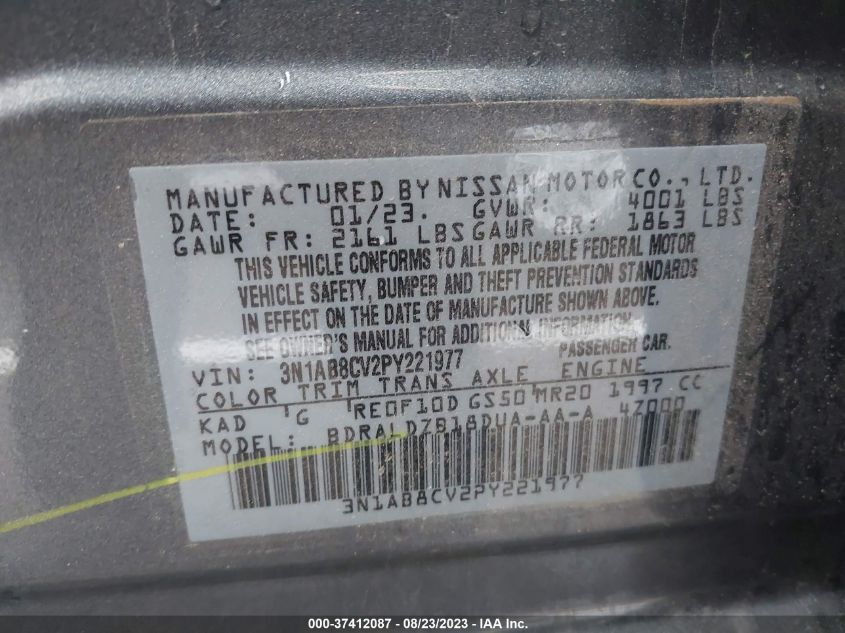 MANUFACTURED BY NISSAN MOTOR CO., LTD.
DATE: 01/23. GVWR: 4001 LBS
GAWR FR: 2161 LBS GAWR RR: 1863 LBS
THIS VEHICLE CONFORMS TO ALL APPLICABLE FEDERAL MOTOR
VEHICLE SAFETY, BUMPER AND THEFT PREVENTION STANDARDS
IN EFFECT ON THE DATE OF MANUFACTURE SHOWN ABOVE.
SEE OWNER'S MANUAL FOR ADDITIONAL INFORMATION.
VIN: 3N1AB8CV2PY221977 PASSENGER CAR.
COLOR TRIM TRANS AXLE ENGINE
KAD 'G 'RE0F10D GS50 'MR20 1997 CC
MODEL: BDRALDZB18DUA-AA-A 4Z000
3N1AB8CV2PY221977
000-37412087 - 08/23/2023 - IAA Inc.